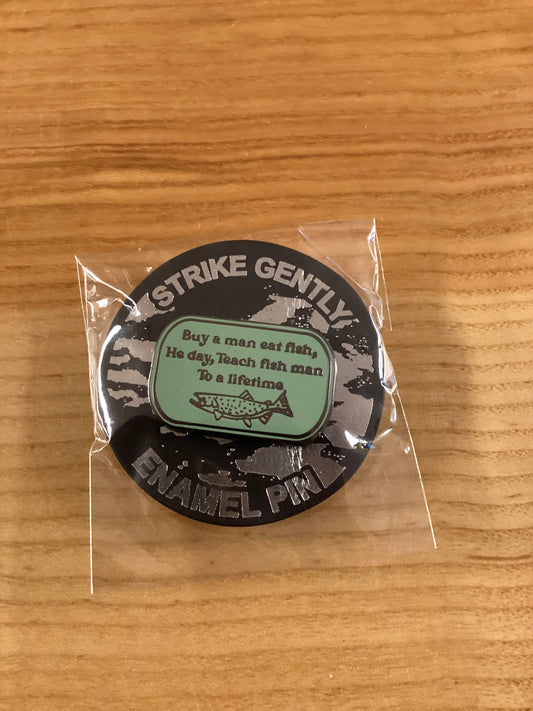 STRIKE GENTLY
Buy a man eat fish,
He day, Teach fish man
To a lifetime
ENAMEL PIN